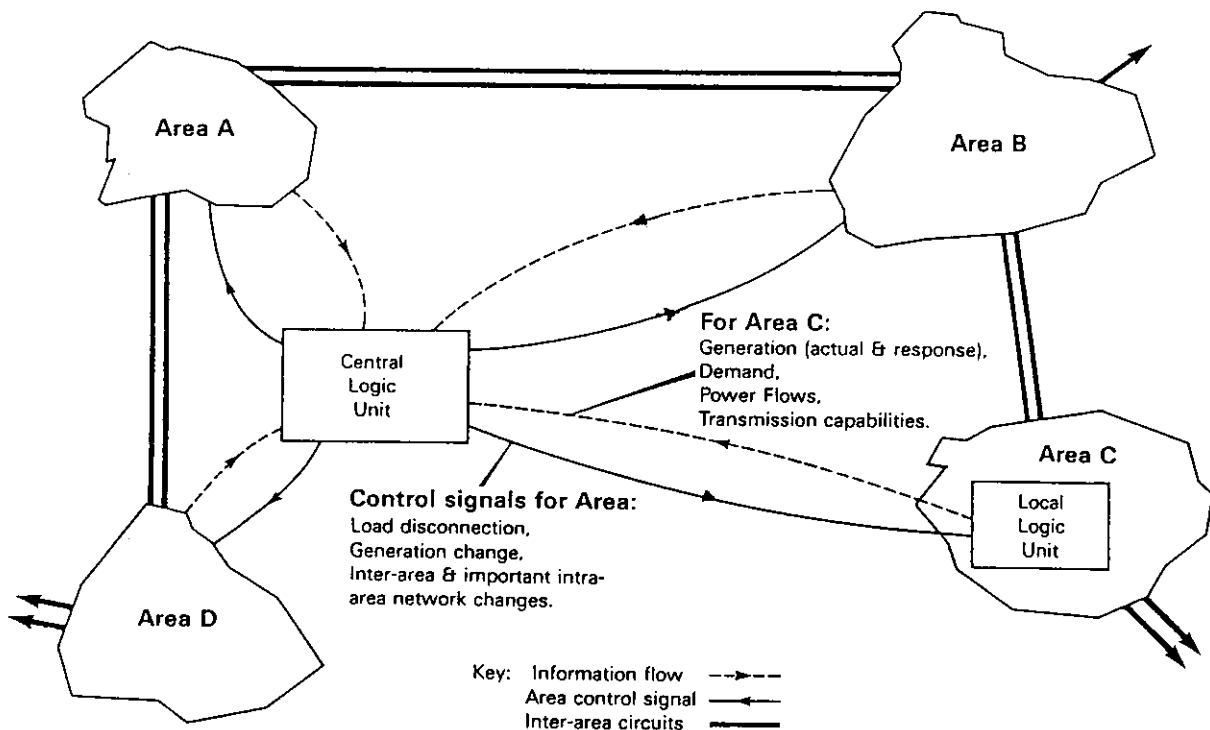 Area A
Area B
Central
Logic
Unit
For Area C:
Generation (actual & response),
Demand,
Power Flows,
Transmission capabilities.
Area C
Local
Logic
Unit
Control signals for Area:
Load disconnection,
Generation change,
Inter-area & important intra-
area network changes.
Area D
Key: Information flow
Area control signal
Inter-area circuits